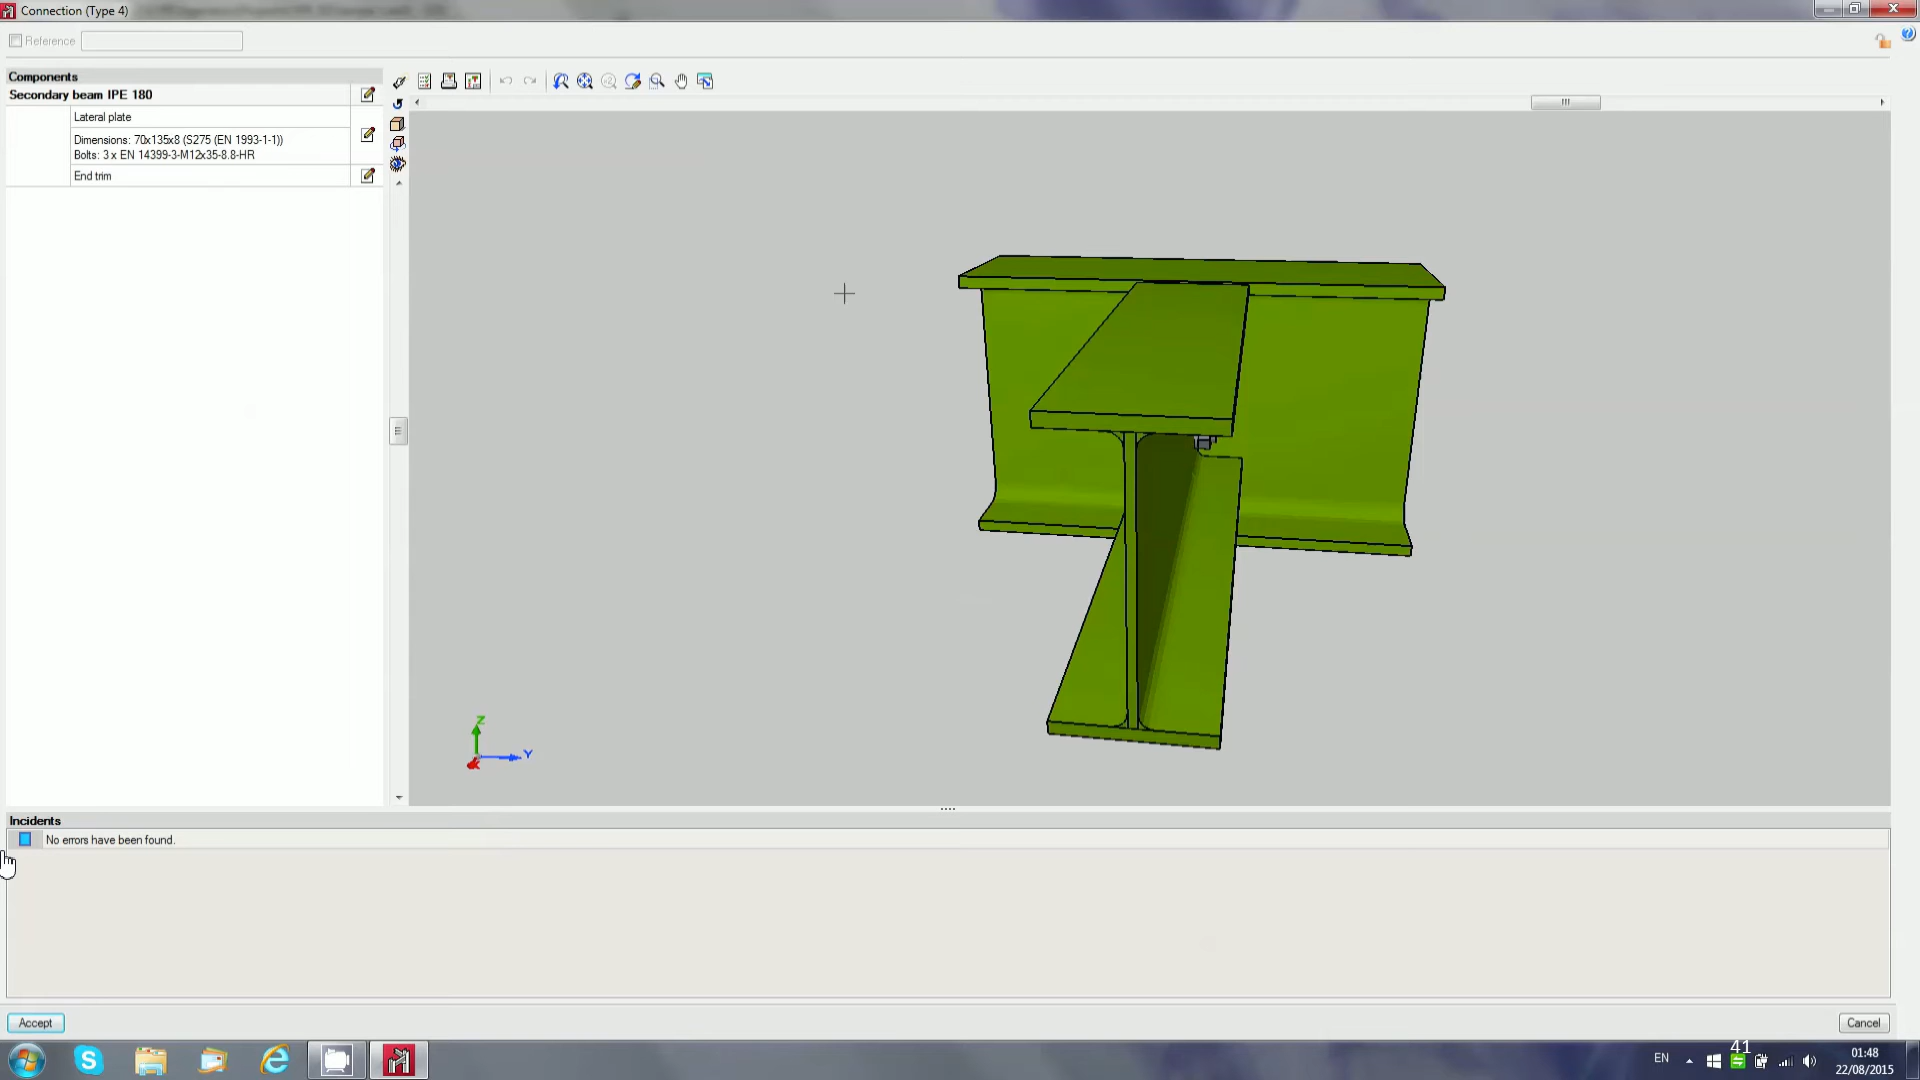 Connection (Type 4)
Reference
Components
Secondary beam IPE 180
Lateral plate
Dimensions: 70x135x8 (S275 (EN 1993-1-1))
Bolts: 3 x EN 14399-3-M12x35-8.8-HR
End trim
Z
Y
Incidents
No errors have been found.
Accept
Cancel
EN
41
01:48
22/08/2015